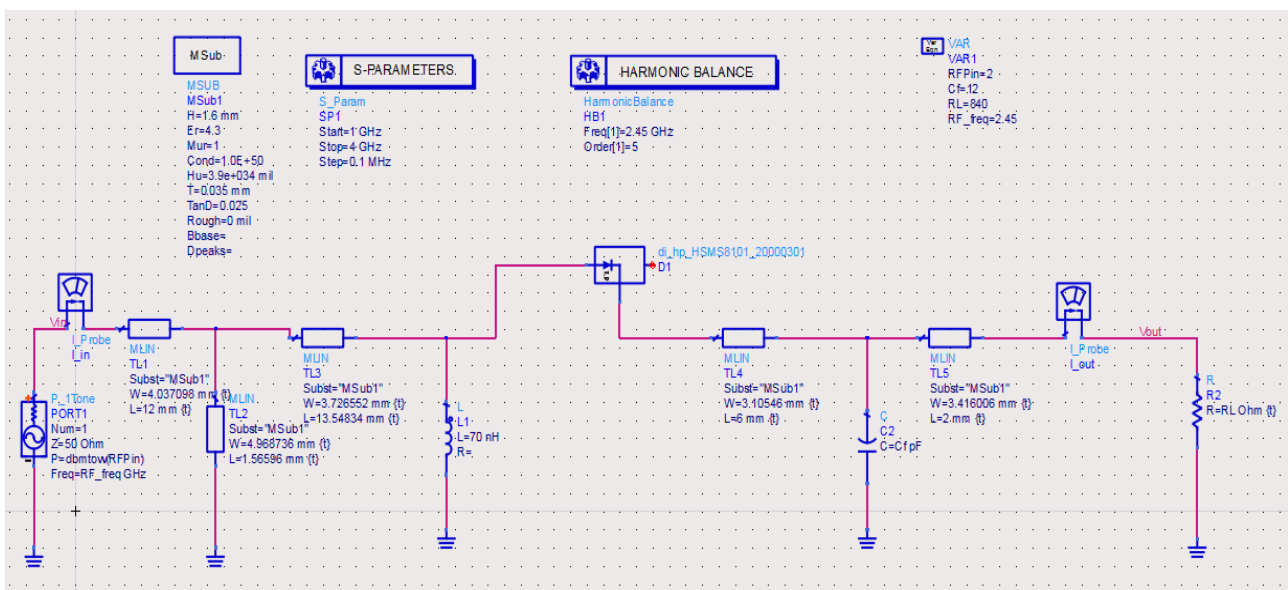 MSub
MSUB
MSub1
H=1.6 mm
Er=4.3
Mur=1
Cond=1.0E+50
Hu=3.9e+034 mil
T=0.035 mm
TanD=0.025
Rough=0 mil
Bbase=
Dpeaks=
S-PARAMETERS
S_Param
SP1
Start=1 GHz
Stop=4 GHz
Step=0.1 MHz
HARMONIC BALANCE
HarmonicBalance
HB1
Freq[1]=2.45 GHz
Order[1]=5
Var
Eqn
VAR
VAR1
RFPin=2
Cf=12
RL=840
RF_freq=2.45
di_hp_HSMS8101_20000301
D1
Vin
I_Probe
I_in
P_1Tone
PORT1
Num=1
Z=50 Ohm
P=dbmtow(RFPin)
Freq=RF_freq GHz
MLIN
TL1
Subst="MSub1"
W=4.037098 mm {t}
L=12 mm {t}
MLIN
TL2
Subst="MSub1"
W=4.968736 mm {t}
L=1.56596 mm {t}
MLIN
TL3
Subst="MSub1"
W=3.726552 mm {t}
L=13.54834 mm {t}
L
L1
L=70 nH
R=
MLIN
TL4
Subst="MSub1"
W=3.10546 mm {t}
L=6 mm {t}
C
C2
C=Cf pF
MLIN
TL5
Subst="MSub1"
W=3.416006 mm {t}
L=2 mm {t}
I_Probe
I_out
Vout
R
R2
R=RL Ohm {t}